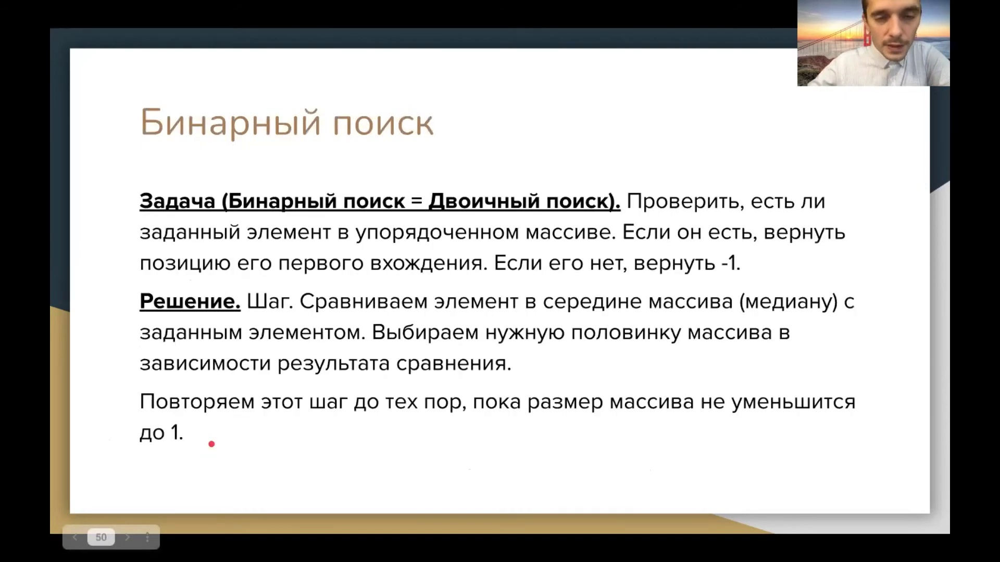 Бинарный поиск
Задача (Бинарный поиск = Двоичный поиск). Проверить, есть ли
заданный элемент в упорядоченном массиве. Если он есть, вернуть
позицию его первого вхождения. Если его нет, вернуть -1.
Решение. Шаг. Сравниваем элемент в середине массива (медиану) с
заданным элементом. Выбираем нужную половинку массива в
зависимости результата сравнения.
Повторяем этот шаг до тех пор, пока размер массива не уменьшится
до 1.
50